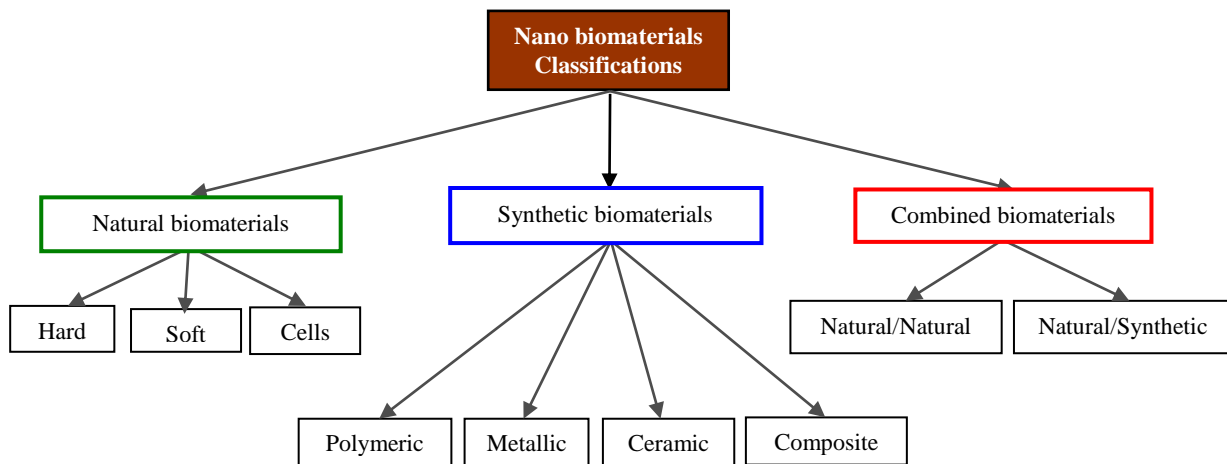 Nano biomaterials
Classifications
Natural biomaterials
Synthetic biomaterials
Combined biomaterials
Hard
Soft
Cells
Natural/Natural
Natural/Synthetic
Polymeric
Metallic
Ceramic
Composite